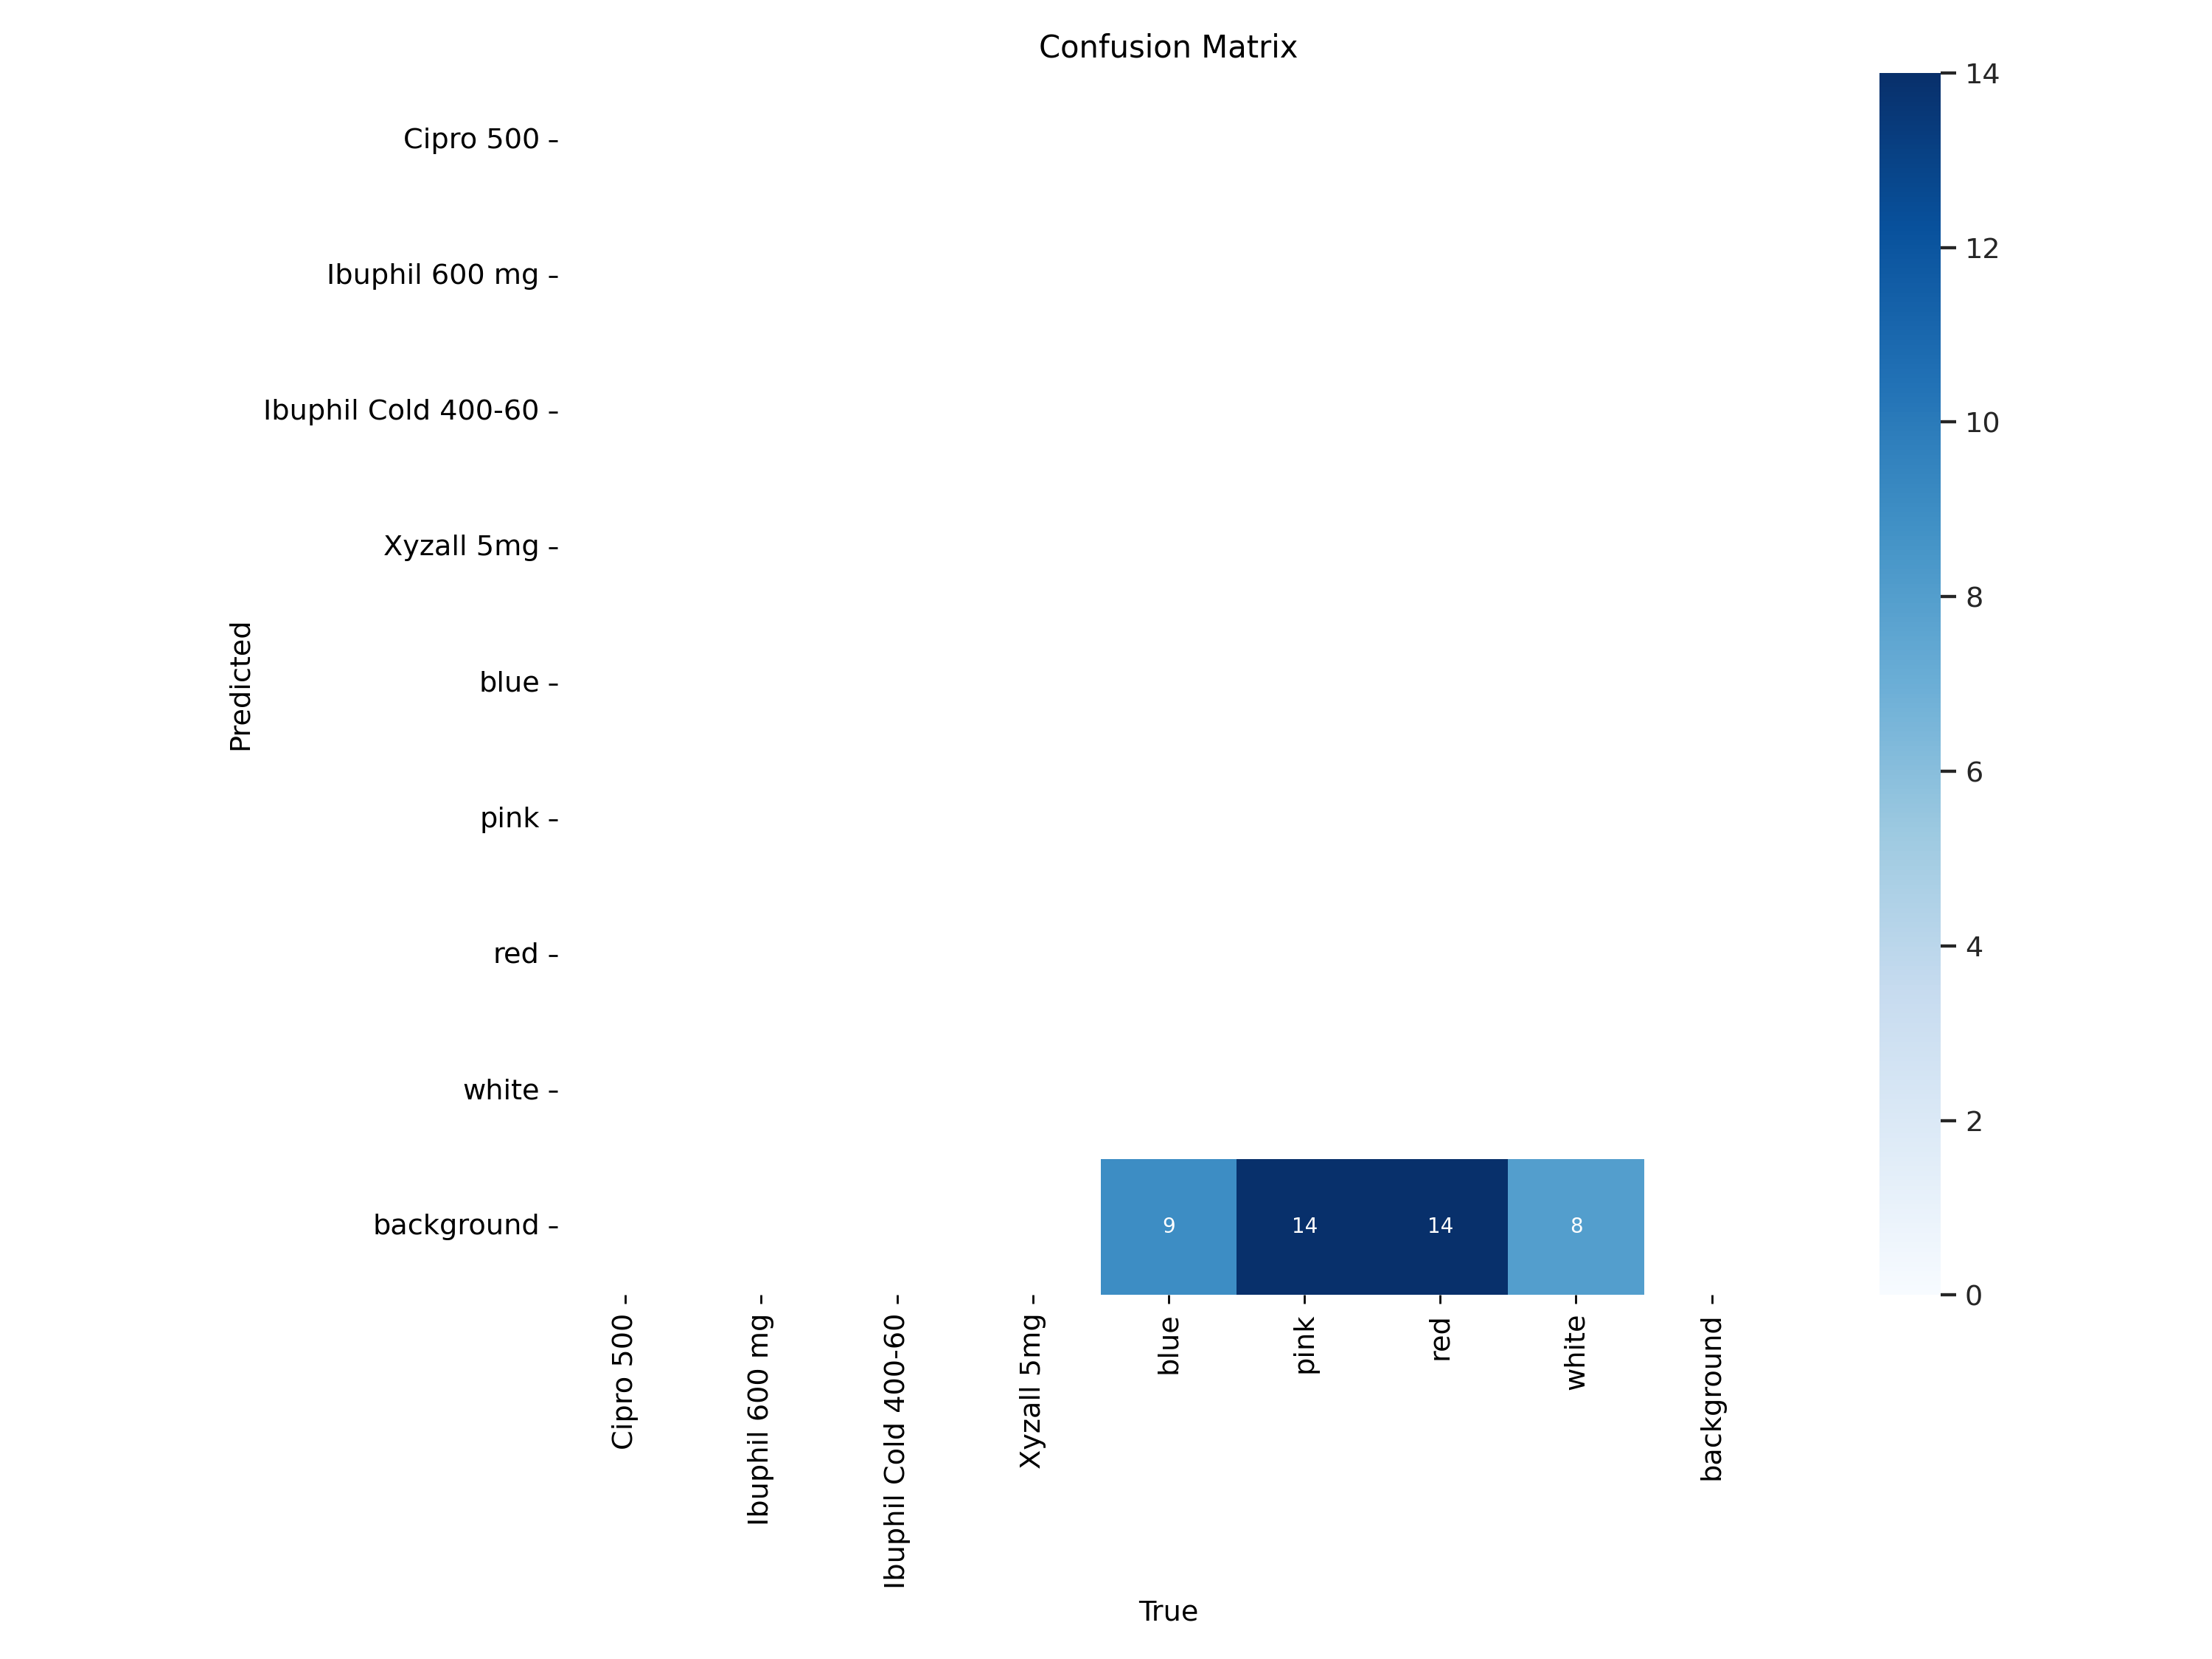 Confusion Matrix
Cipro 500
Ibuphil 600 mg
Ibuphil Cold 400-60
Xyzall 5mg
blue
pink
red
white
background
Predicted
9 14 14 8
Cipro 500
Ibuphil 600 mg
Ibuphil Cold 400-60
Xyzall 5mg
blue
pink
red
white
background
True
14
12
10
8
6
4
2
0